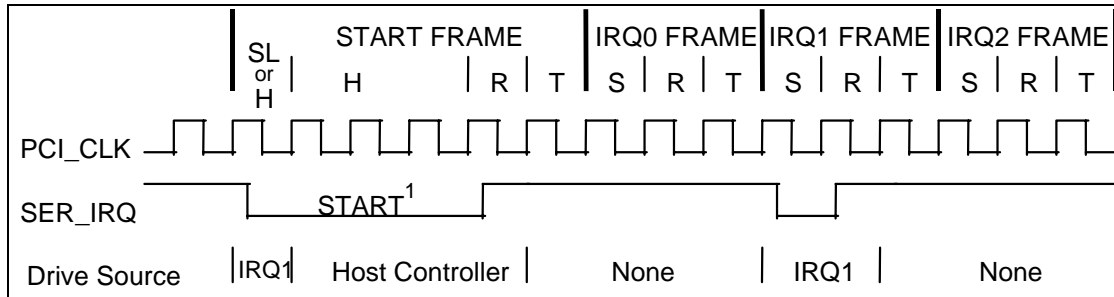 START FRAME IRQ0 FRAME IRQ1 FRAME IRQ2 FRAME
SL
or
H
H R T S R T S R T S R T
PCI_CLK
SER_IRQ START1
Drive Source IRQ1 Host Controller None IRQ1 None